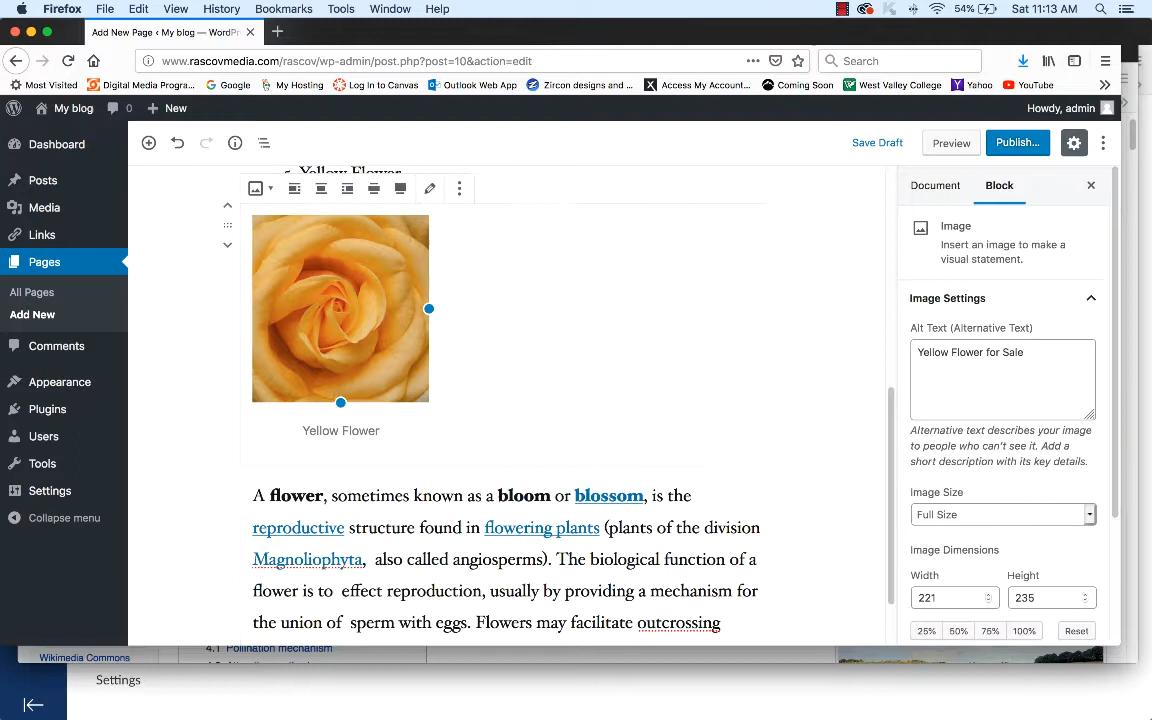 Firefox File Edit View History Bookmarks Tools Window Help 54% Sat 11:13 AM
Add New Page ‹ My blog — WordPr
www.rascovmedia.com/rascov/wp-admin/post.php?post=10&action=edit Search
Most Visited Digital Media Progra... Google My Hosting Log In to Canvas Outlook Web App Zircon designs and ... Access My Account... Coming Soon West Valley College Yahoo YouTube
My blog 0 New Howdy, admin
Dashboard
Posts
Media
Links
Pages
All Pages
Add New
Comments
Appearance
Plugins
Users
Tools
Settings
Collapse menu
Save Draft Preview Publish...
Yellow Flower
Yellow Flower
A flower, sometimes known as a bloom or blossom, is the
reproductive structure found in flowering plants (plants of the division
Magnoliophyta, also called angiosperms). The biological function of a
flower is to effect reproduction, usually by providing a mechanism for
the union of sperm with eggs. Flowers may facilitate outcrossing
Document Block
Image
Insert an image to make a
visual statement.
Image Settings
Alt Text (Alternative Text)
Yellow Flower for Sale
Alternative text describes your image
to people who can't see it. Add a
short description with its key details.
Image Size
Full Size
Image Dimensions
Width Height
221 235
25% 50% 75% 100% Reset
Wikimedia Commons
4.1 Pollination mechanism
Settings